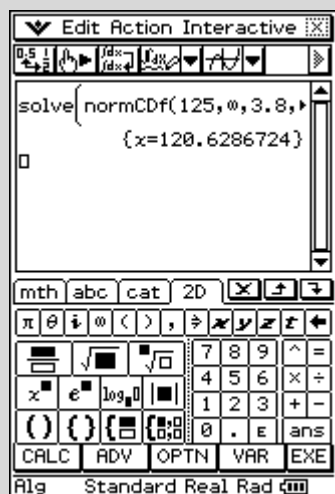 Edit Action Interactive
solve(normCDf(125,∞,3.8,
{x=120.6286724}
mth abc cat 2D
π θ i ∞ ( ) , ⇒ x y z t
√■ ■√□ 7 8 9 ^ =
x■ e■ log■□ |■| 4 5 6 × ÷
1 2 3 + -
() {} 0 . E ans
CALC ADV OPTN VAR EXE
Alg Standard Real Rad